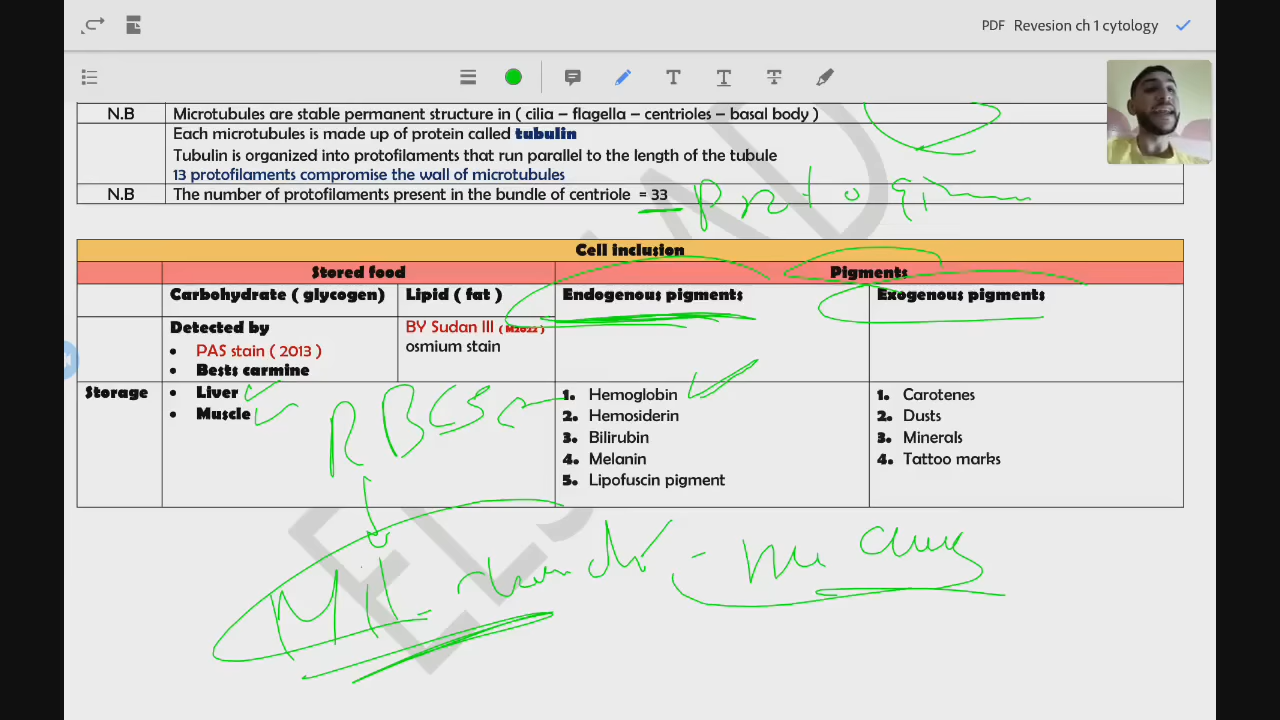 PDF Revesion ch 1 cytology
N.B Microtubules are stable permanent structure in ( cilia – flagella – centrioles – basal body )
Each microtubules is made up of protein called tubulin
Tubulin is organized into protofilaments that run parallel to the length of the tubule
13 protofilaments compromise the wall of microtubules
N.B The number of protofilaments present in the bundle of centriole = 33
Cell inclusion
Stored food Pigments
Carbohydrate ( glycogen) Lipid ( fat ) Endogenous pigments Exogenous pigments
Detected by
• PAS stain ( 2013 )
• Bests carmine
BY Sudan III ( M2022 )
osmium stain
Storage
• Liver
• Muscle
1. Hemoglobin
2. Hemosiderin
3. Bilirubin
4. Melanin
5. Lipofuscin pigment
1. Carotenes
2. Dusts
3. Minerals
4. Tattoo marks
RBCs